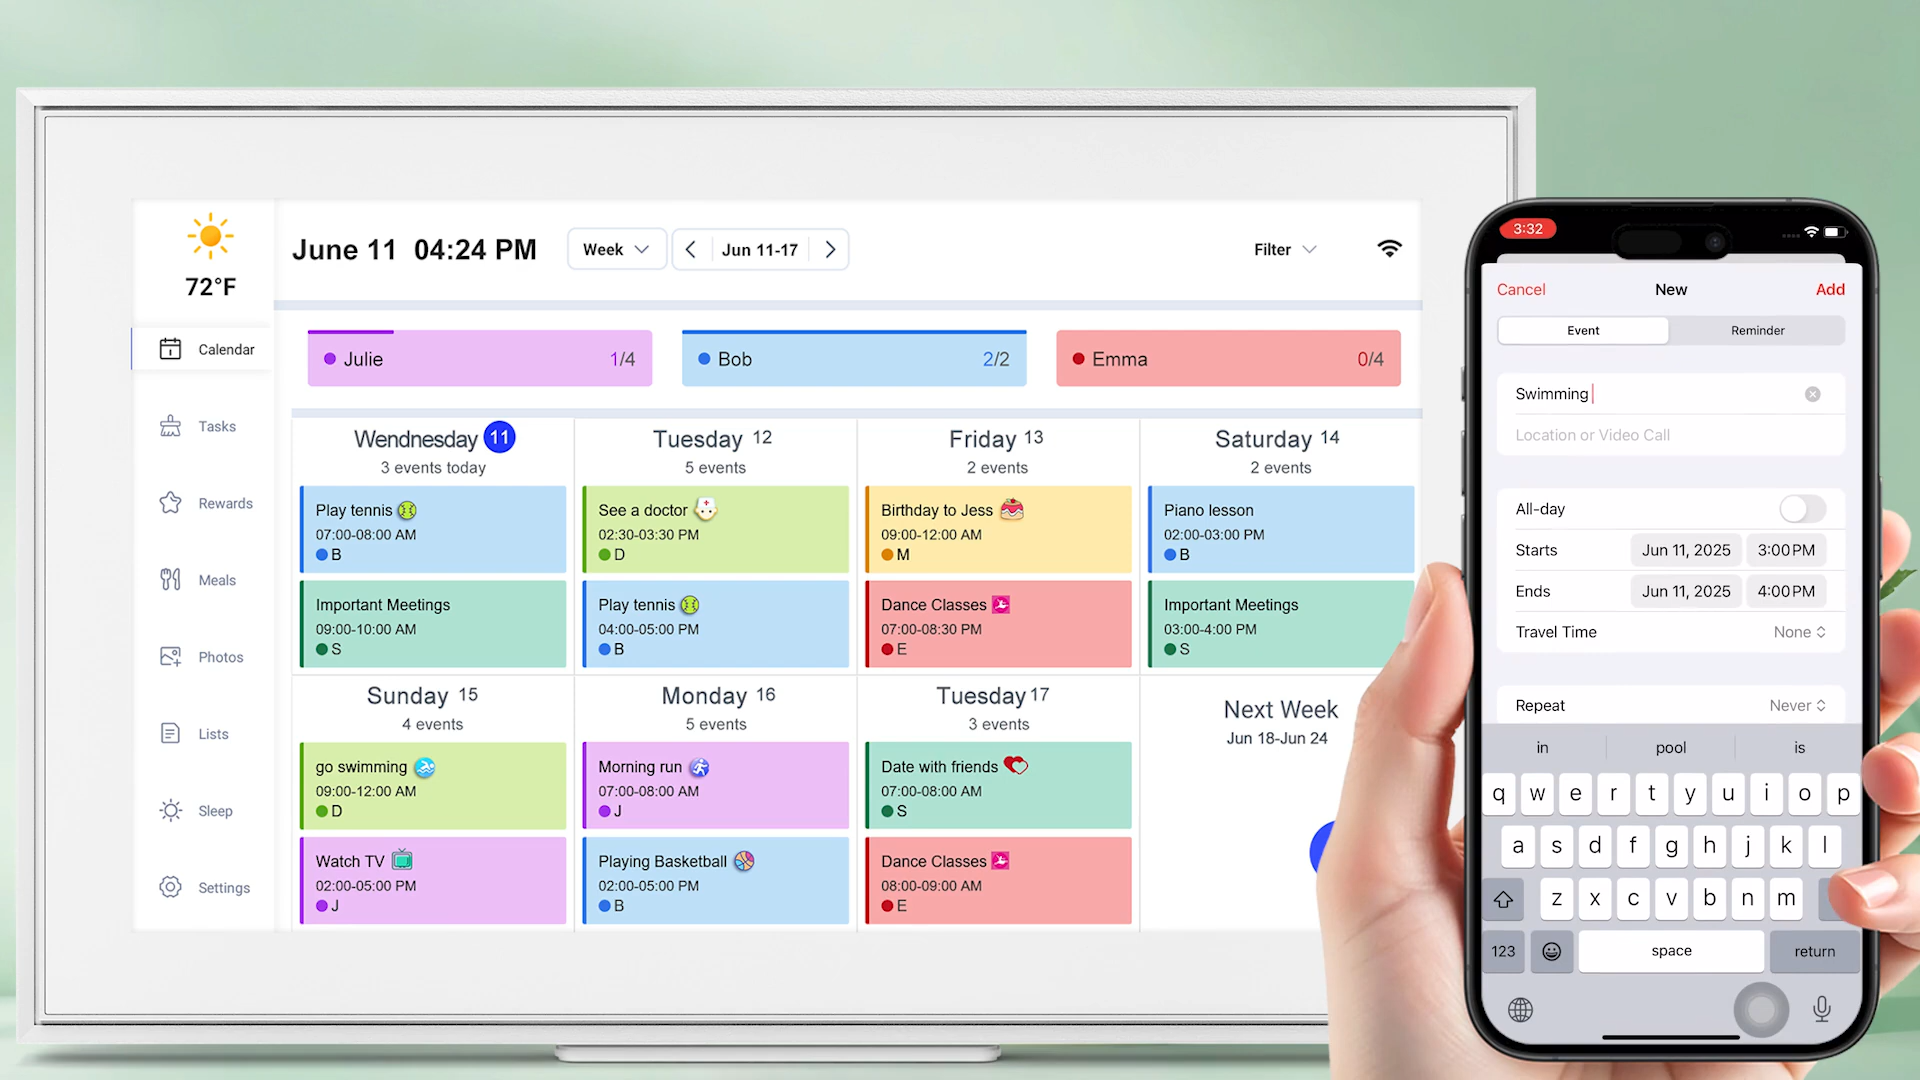 72°F
Calendar
Tasks
Rewards
Meals
Photos
Lists
Sleep
Settings
June 11 04:24 PM
Week
Jun 11-17
Filter
Julie 1/4
Bob 2/2
Emma 0/4
Wendnesday 11
3 events today
Play tennis
07:00-08:00 AM
B
Important Meetings
09:00-10:00 AM
S
Tuesday 12
5 events
See a doctor
02:30-03:30 PM
D
Play tennis
04:00-05:00 PM
B
Friday 13
2 events
Birthday to Jess
09:00-12:00 AM
M
Dance Classes
07:00-08:30 PM
E
Saturday 14
2 events
Piano lesson
02:00-03:00 PM
B
Important Meetings
03:00-4:00 PM
S
Sunday 15
4 events
go swimming
09:00-12:00 AM
D
Watch TV
02:00-05:00 PM
J
Monday 16
5 events
Morning run
07:00-08:00 AM
J
Playing Basketball
02:00-05:00 PM
B
Tuesday 17
3 events
Date with friends
07:00-08:00 AM
S
Dance Classes
08:00-09:00 AM
E
Next Week
Jun 18-Jun 24
3:32
Cancel New Add
Event Reminder
Swimming
Location or Video Call
All-day
Starts Jun 11, 2025 3:00PM
Ends Jun 11, 2025 4:00PM
Travel Time None
Repeat Never
in pool is
q w e r t y u i o p
a s d f g h j k l
z x c v b n m
123 space return